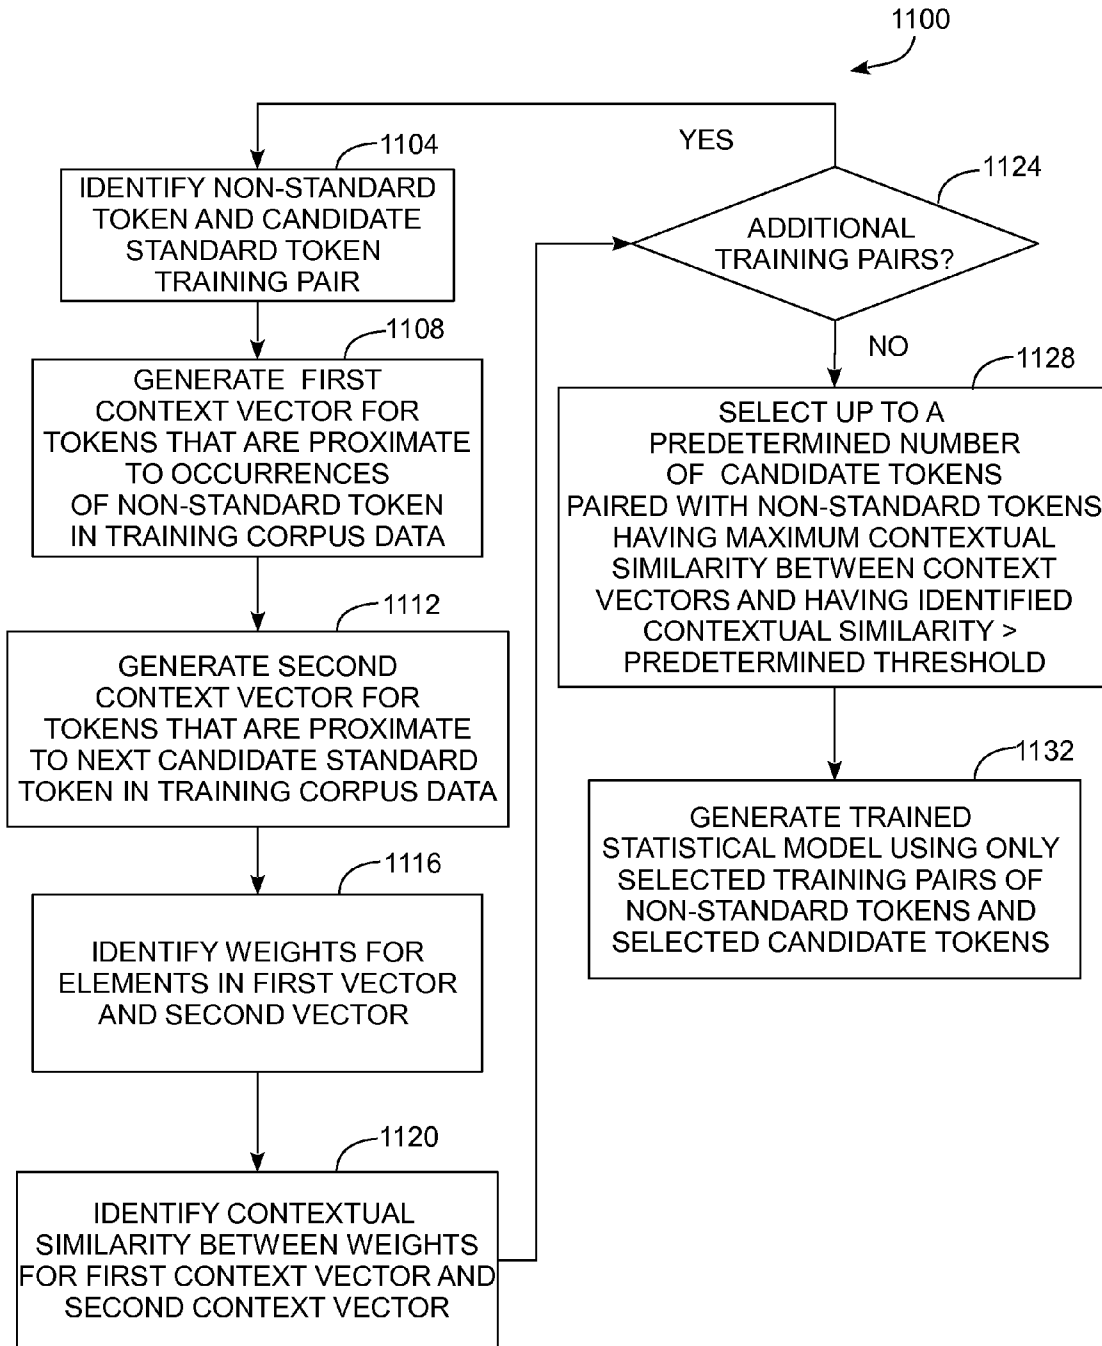 1100
1104
IDENTIFY NON-STANDARD
TOKEN AND CANDIDATE
STANDARD TOKEN
TRAINING PAIR
1108
GENERATE FIRST
CONTEXT VECTOR FOR
TOKENS THAT ARE PROXIMATE
TO OCCURRENCES
OF NON-STANDARD TOKEN
IN TRAINING CORPUS DATA
1112
GENERATE SECOND
CONTEXT VECTOR FOR
TOKENS THAT ARE PROXIMATE
TO NEXT CANDIDATE STANDARD
TOKEN IN TRAINING CORPUS DATA
1116
IDENTIFY WEIGHTS FOR
ELEMENTS IN FIRST VECTOR
AND SECOND VECTOR
1120
IDENTIFY CONTEXTUAL
SIMILARITY BETWEEN WEIGHTS
FOR FIRST CONTEXT VECTOR AND
SECOND CONTEXT VECTOR
YES
1124
ADDITIONAL
TRAINING PAIRS?
NO
1128
SELECT UP TO A
PREDETERMINED NUMBER
OF CANDIDATE TOKENS
PAIRED WITH NON-STANDARD TOKENS
HAVING MAXIMUM CONTEXTUAL
SIMILARITY BETWEEN CONTEXT
VECTORS AND HAVING IDENTIFIED
CONTEXTUAL SIMILARITY >
PREDETERMINED THRESHOLD
1132
GENERATE TRAINED
STATISTICAL MODEL USING ONLY
SELECTED TRAINING PAIRS OF
NON-STANDARD TOKENS AND
SELECTED CANDIDATE TOKENS